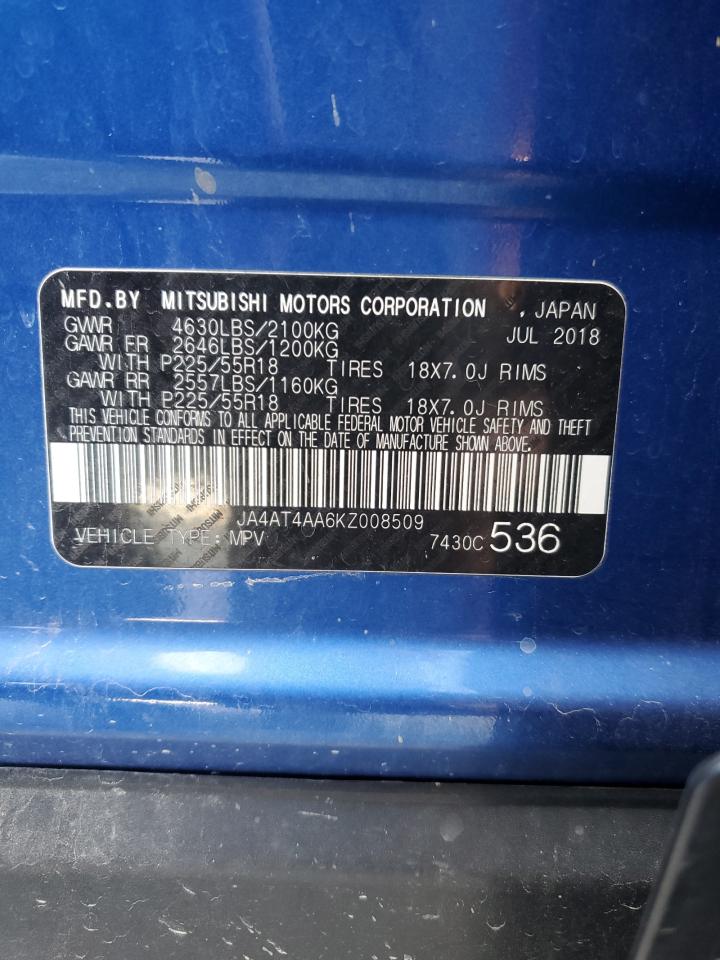 MFD.BY MITSUBISHI MOTORS CORPORATION , JAPAN
GVWR 4630LBS/2100KG JUL 2018
GAWR FR 2646LBS/1200KG
WITH P225/55R18 TIRES 18X7.0J RIMS
GAWR RR 2557LBS/1160KG
WITH P225/55R18 TIRES 18X7.0J RIMS
THIS VEHICLE CONFORMS TO ALL APPLICABLE FEDERAL MOTOR VEHICLE SAFETY AND THEFT
PREVENTION STANDARDS IN EFFECT ON THE DATE OF MANUFACTURE SHOWN ABOVE.
JA4AT4AA6KZ008509
VEHICLE TYPE: MPV 7430C 536